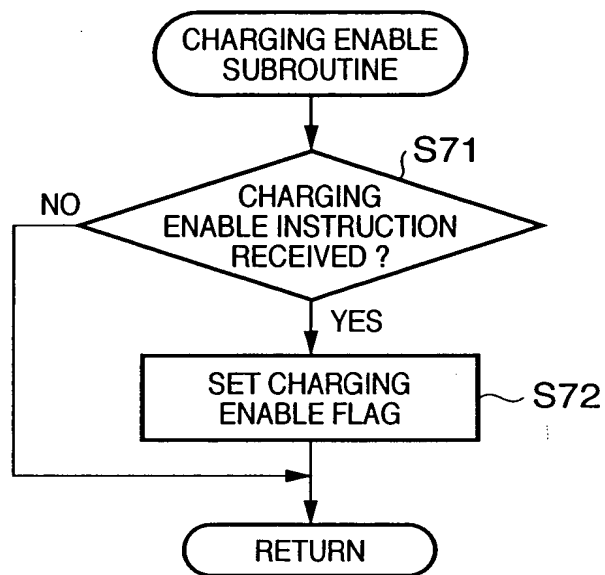 CHARGING ENABLE
SUBROUTINE
S71
CHARGING
ENABLE INSTRUCTION
RECEIVED ?
NO
YES
SET CHARGING
ENABLE FLAG
S72
RETURN